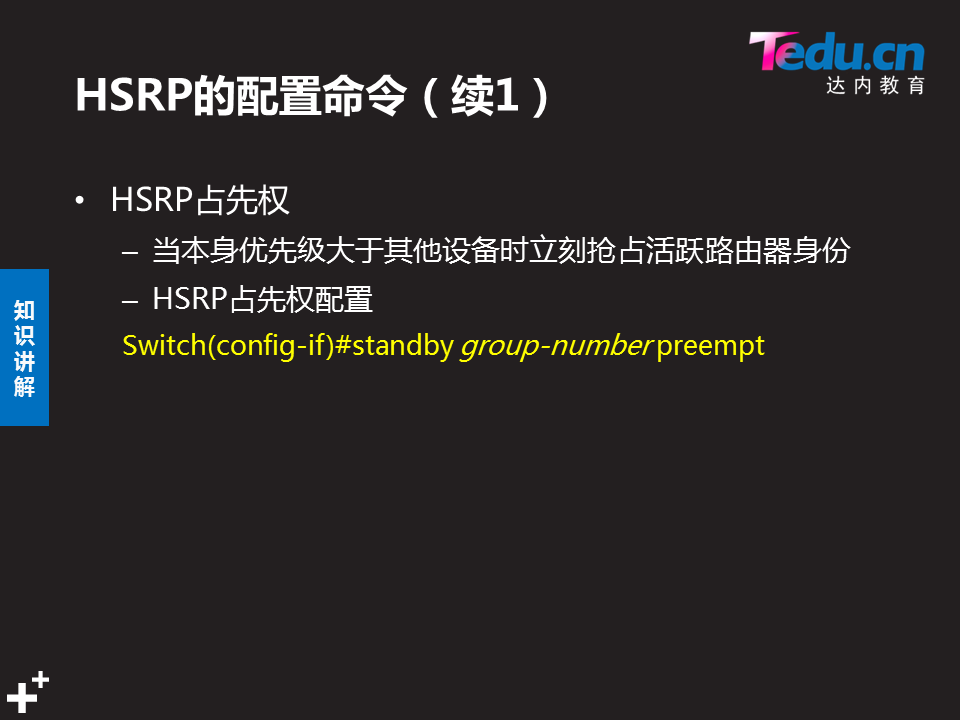 Tedu.cn
达内教育
HSRP的配置命令（续1）
• HSRP占先权
– 当本身优先级大于其他设备时立刻抢占活跃路由器身份
– HSRP占先权配置
Switch(config-if)#standby group-number preempt
知
识
讲
解